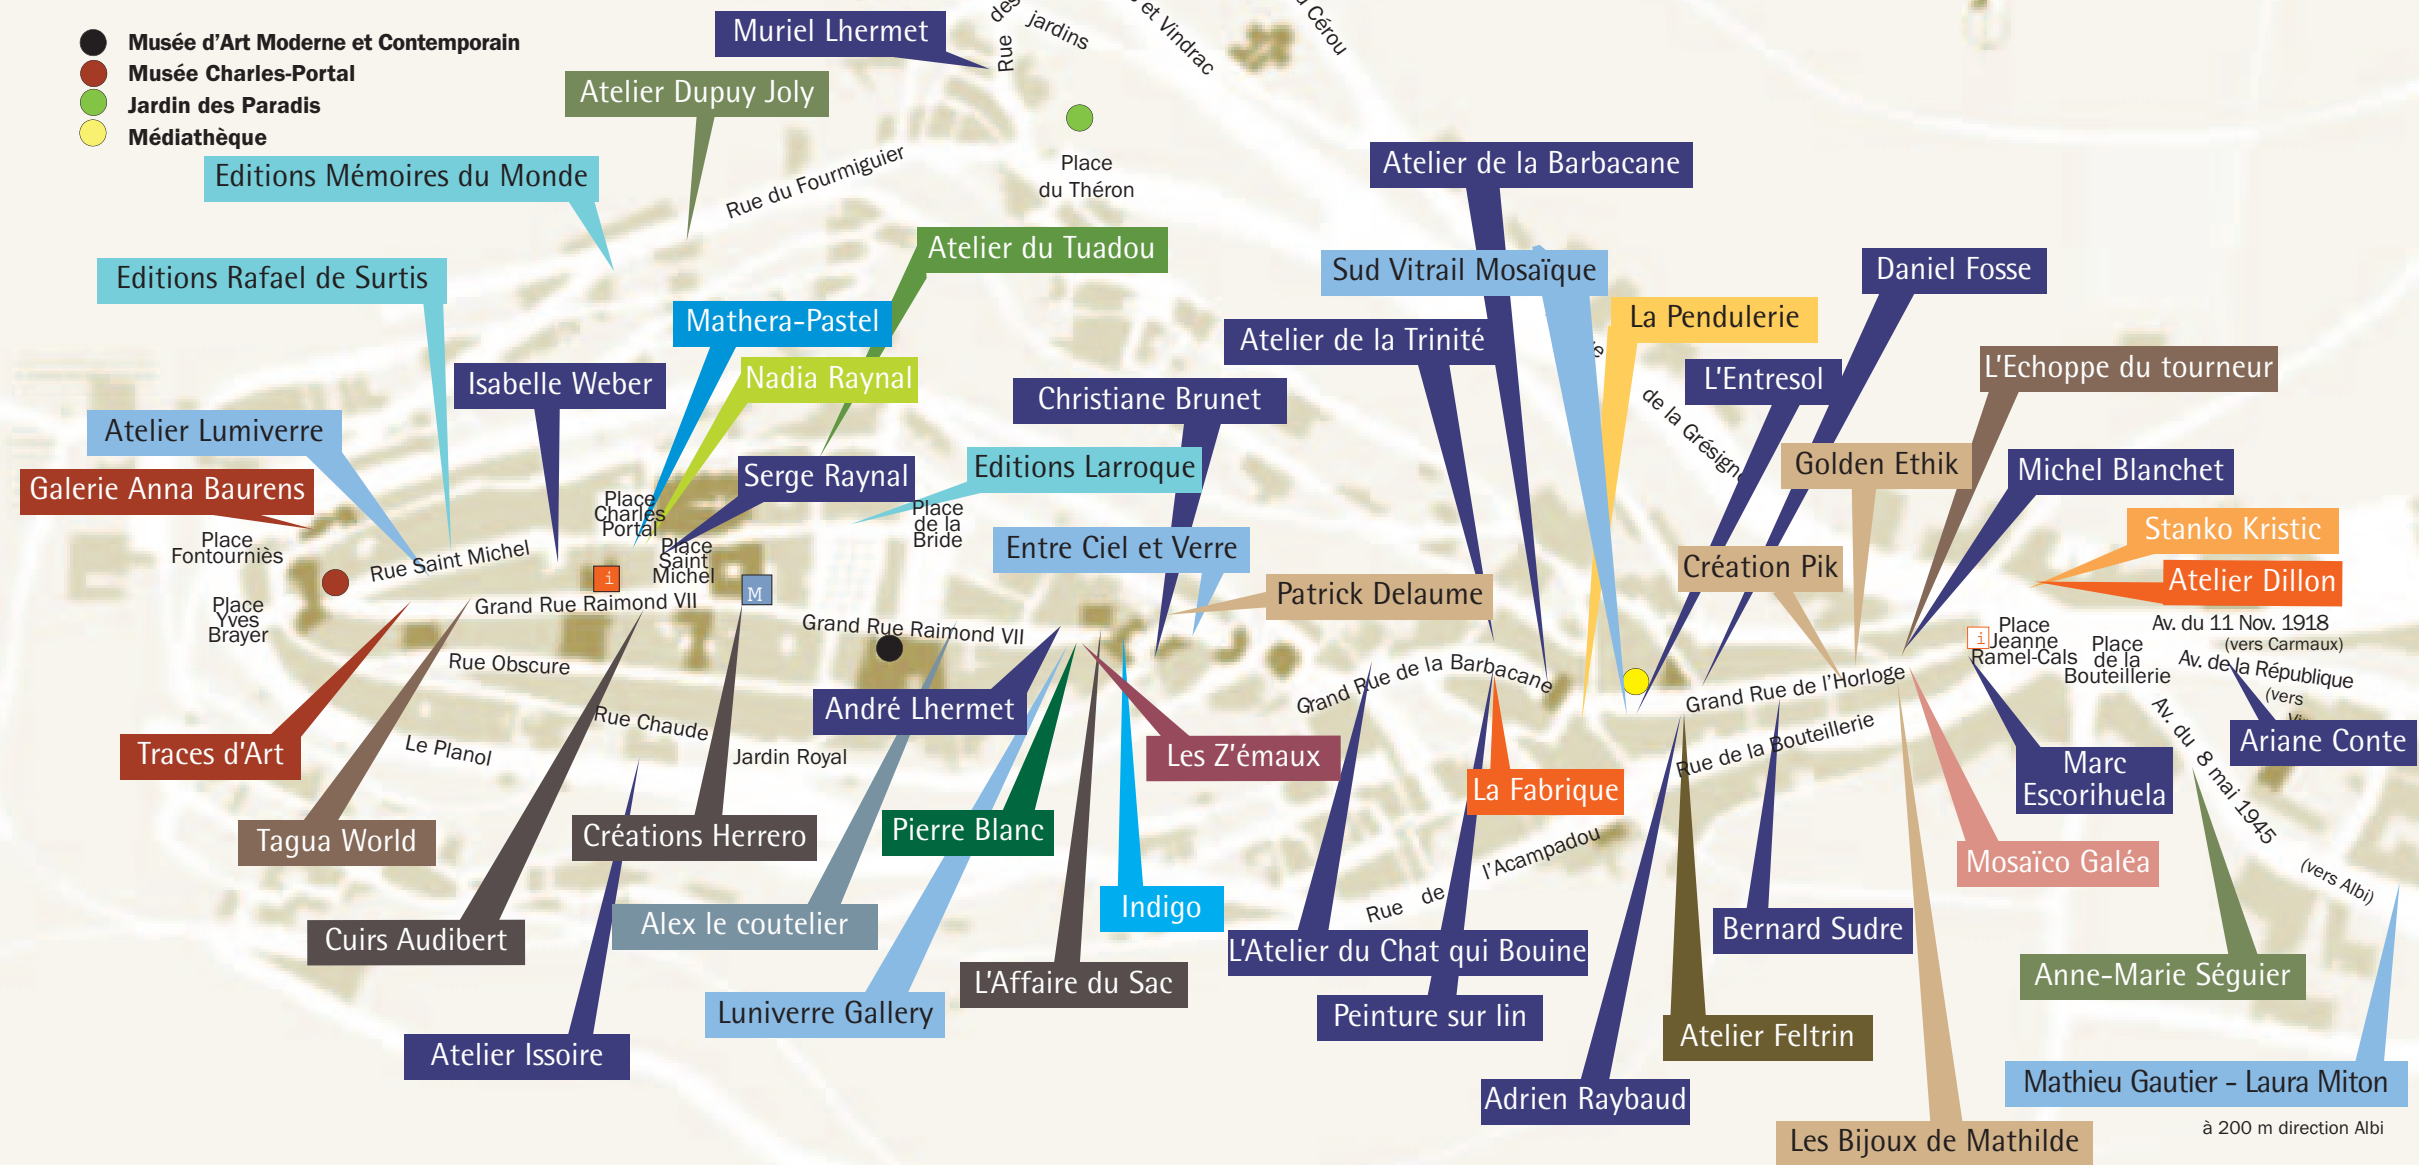 Musée d'Art Moderne et Contemporain
Musée Charles-Portal
Jardin des Paradis
Médiathèque
Muriel Lhermet
Rue des
jardins
et Vindrac
Cérou
Atelier Dupuy Joly
Editions Mémoires du Monde
Rue du Fourmiguier
Place
du Théron
Atelier de la Barbacane
Editions Rafael de Surtis
Atelier du Tuadou
Sud Vitrail Mosaïque
Daniel Fosse
Mathera-Pastel
Atelier de la Trinité
La Pendulerie
Isabelle Weber
Nadia Raynal
Christiane Brunet
L'Entresol
L'Echoppe du tourneur
de la Grésigne
Atelier Lumiverre
Serge Raynal
Editions Larroque
Golden Ethik
Michel Blanchet
Galerie Anna Baurens
Place
Charles
Portal
Place
de la
Bride
Stanko Kristic
Place
Fontourniès
Rue Saint Michel
Place
Saint
Michel
Entre Ciel et Verre
Création Pik
Atelier Dillon
i
M
Patrick Delaume
Place
Yves
Brayer
Grand Rue Raimond VII
Grand Rue Raimond VII
i
Place
Jeanne
Ramel-Cals
Place
de la
Bouteillerie
Av. du 11 Nov. 1918
(vers Carmaux)
Av. de la République
(vers
Rue Obscure
Grand Rue de la Barbacane
Grand Rue de l'Horloge
Rue de la Bouteillerie
Rue Chaude
André Lhermet
Traces d'Art
Le Planol
Jardin Royal
Les Z'émaux
La Fabrique
Ariane Conte
Marc
Escorihuela
Av. du 8 mai 1945
(vers Albi)
Tagua World
Créations Herrero
Pierre Blanc
Rue de l'Acampadou
Mosaïco Galéa
Cuirs Audibert
Alex le coutelier
Indigo
L'Atelier du Chat qui Bouine
Bernard Sudre
L'Affaire du Sac
Anne-Marie Séguier
Luniverre Gallery
Peinture sur lin
Atelier Issoire
Atelier Feltrin
Adrien Raybaud
Mathieu Gautier - Laura Miton
à 200 m direction Albi
Les Bijoux de Mathilde